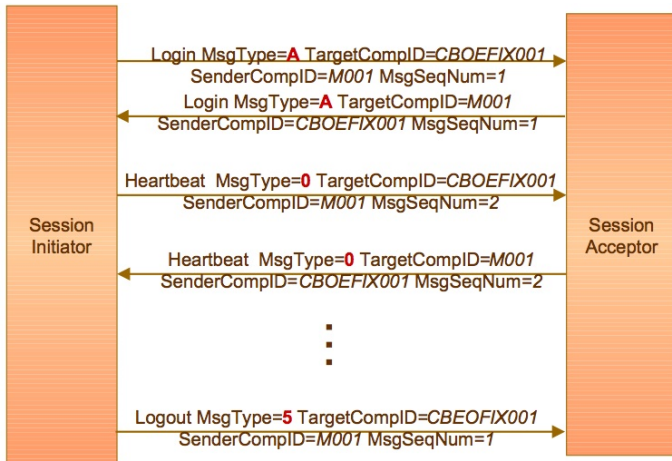 Login MsgType=A TargetCompID=CBOEFIX001
SenderCompID=M001 MsgSeqNum=1
Login MsgType=A TargetCompID=M001
SenderCompID=CBOEFIX001 MsgSeqNum=1
Heartbeat MsgType=0 TargetCompID=CBOEFIX001
SenderCompID=M001 MsgSeqNum=2
Session
Initiator
Session
Acceptor
Heartbeat MsgType=0 TargetCompID=M001
SenderCompID=CBOEFIX001 MsgSeqNum=2
Logout MsgType=5 TargetCompID=CBEOFIX001
SenderCompID=M001 MsgSeqNum=1